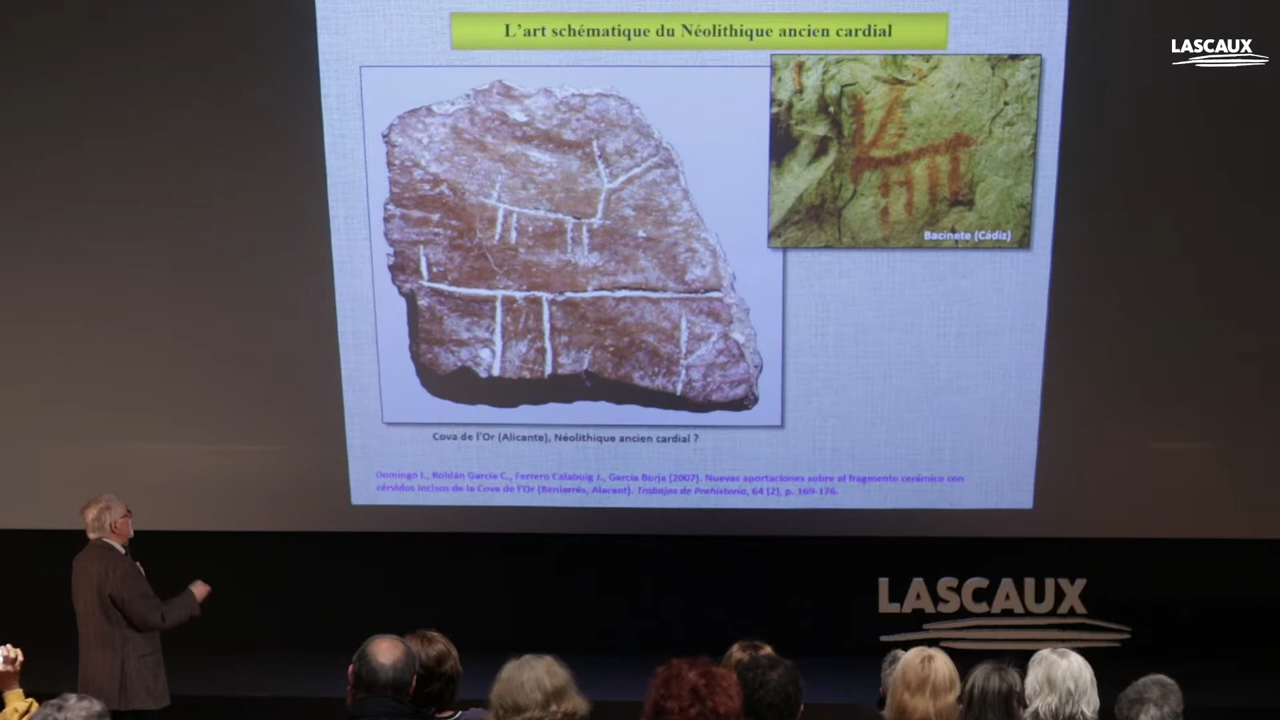 L'art schématique du Néolithique ancien cardial
LASCAUX
Bacinete (Cádiz)
Cova de l'Or (Alicante), Néolithique ancien cardial ?
Domingo I., Roldán García C., Ferrero Calabuig J., García Borja (2007). Nuevas aportaciones sobre el fragmento cerámico con
cérvidos incisos de la Cova de l'Or (Beniarrés, Alacant). Trabajos de Prehistoria, 64 (2), p. 169-176.
LASCAUX